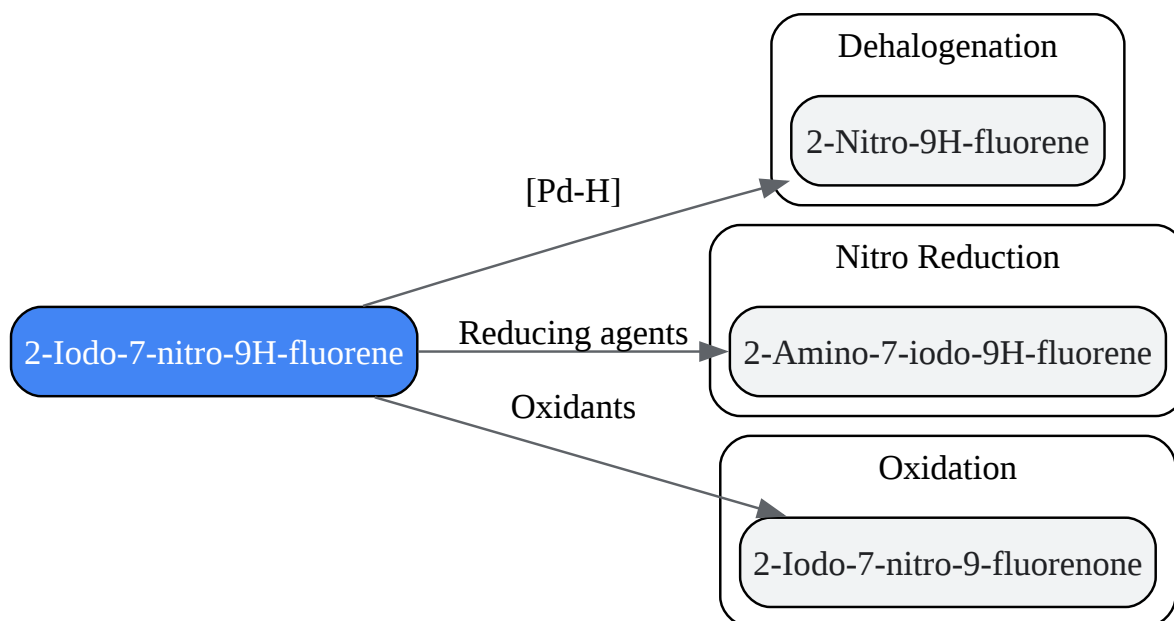 Dehalogenation
2-Nitro-9H-fluorene
[Pd-H]
Nitro Reduction
2-Iodo-7-nitro-9H-fluorene
Reducing agents
2-Amino-7-iodo-9H-fluorene
Oxidants
Oxidation
2-Iodo-7-nitro-9-fluorenone